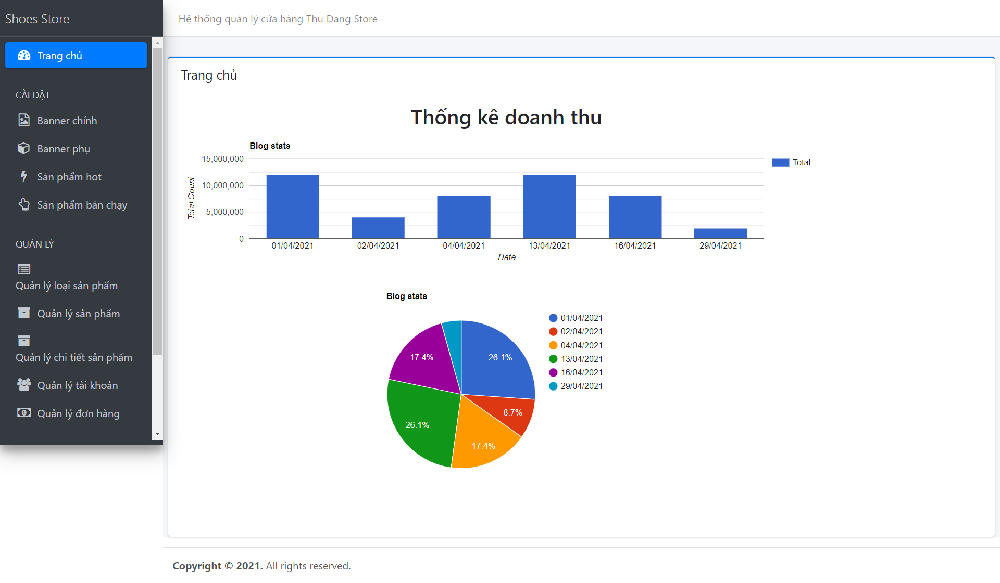 Shoes Store
Hệ thống quản lý cửa hàng Thu Dang Store
Trang chủ
CÀI ĐẶT
Banner chính
Banner phụ
Sản phẩm hot
Sản phẩm bán chạy
QUẢN LÝ
Quản lý loại sản phẩm
Quản lý sản phẩm
Quản lý chi tiết sản phẩm
Quản lý tài khoản
Quản lý đơn hàng
Trang chủ
Thống kê doanh thu
Blog stats
15,000,000
10,000,000
5,000,000
0
Total Count
Total
01/04/2021 02/04/2021 04/04/2021 13/04/2021 16/04/2021 29/04/2021
Date
Blog stats
26.1%
8.7%
17.4%
26.1%
17.4%
01/04/2021
02/04/2021
04/04/2021
13/04/2021
16/04/2021
29/04/2021
Copyright © 2021. All rights reserved.